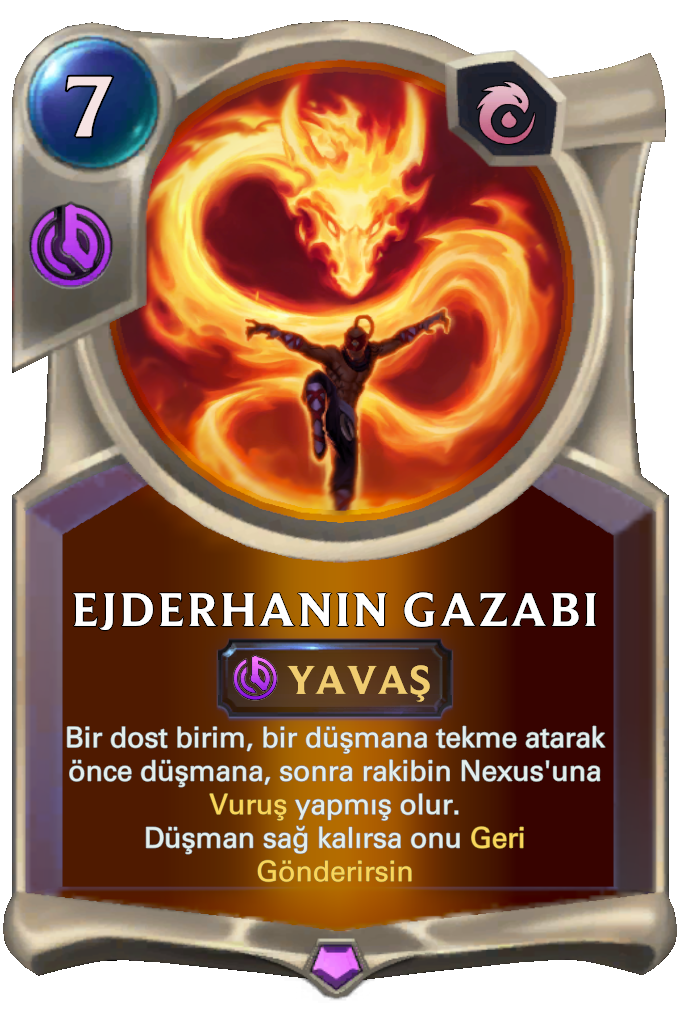 7
EJDERHANIN GAZABI
YAVAŞ
Bir dost birim, bir düşmana tekme atarak
önce düşmana, sonra rakibin Nexus'una
Vuruş yapmış olur.
Düşman sağ kalırsa onu Geri
Gönderirsin